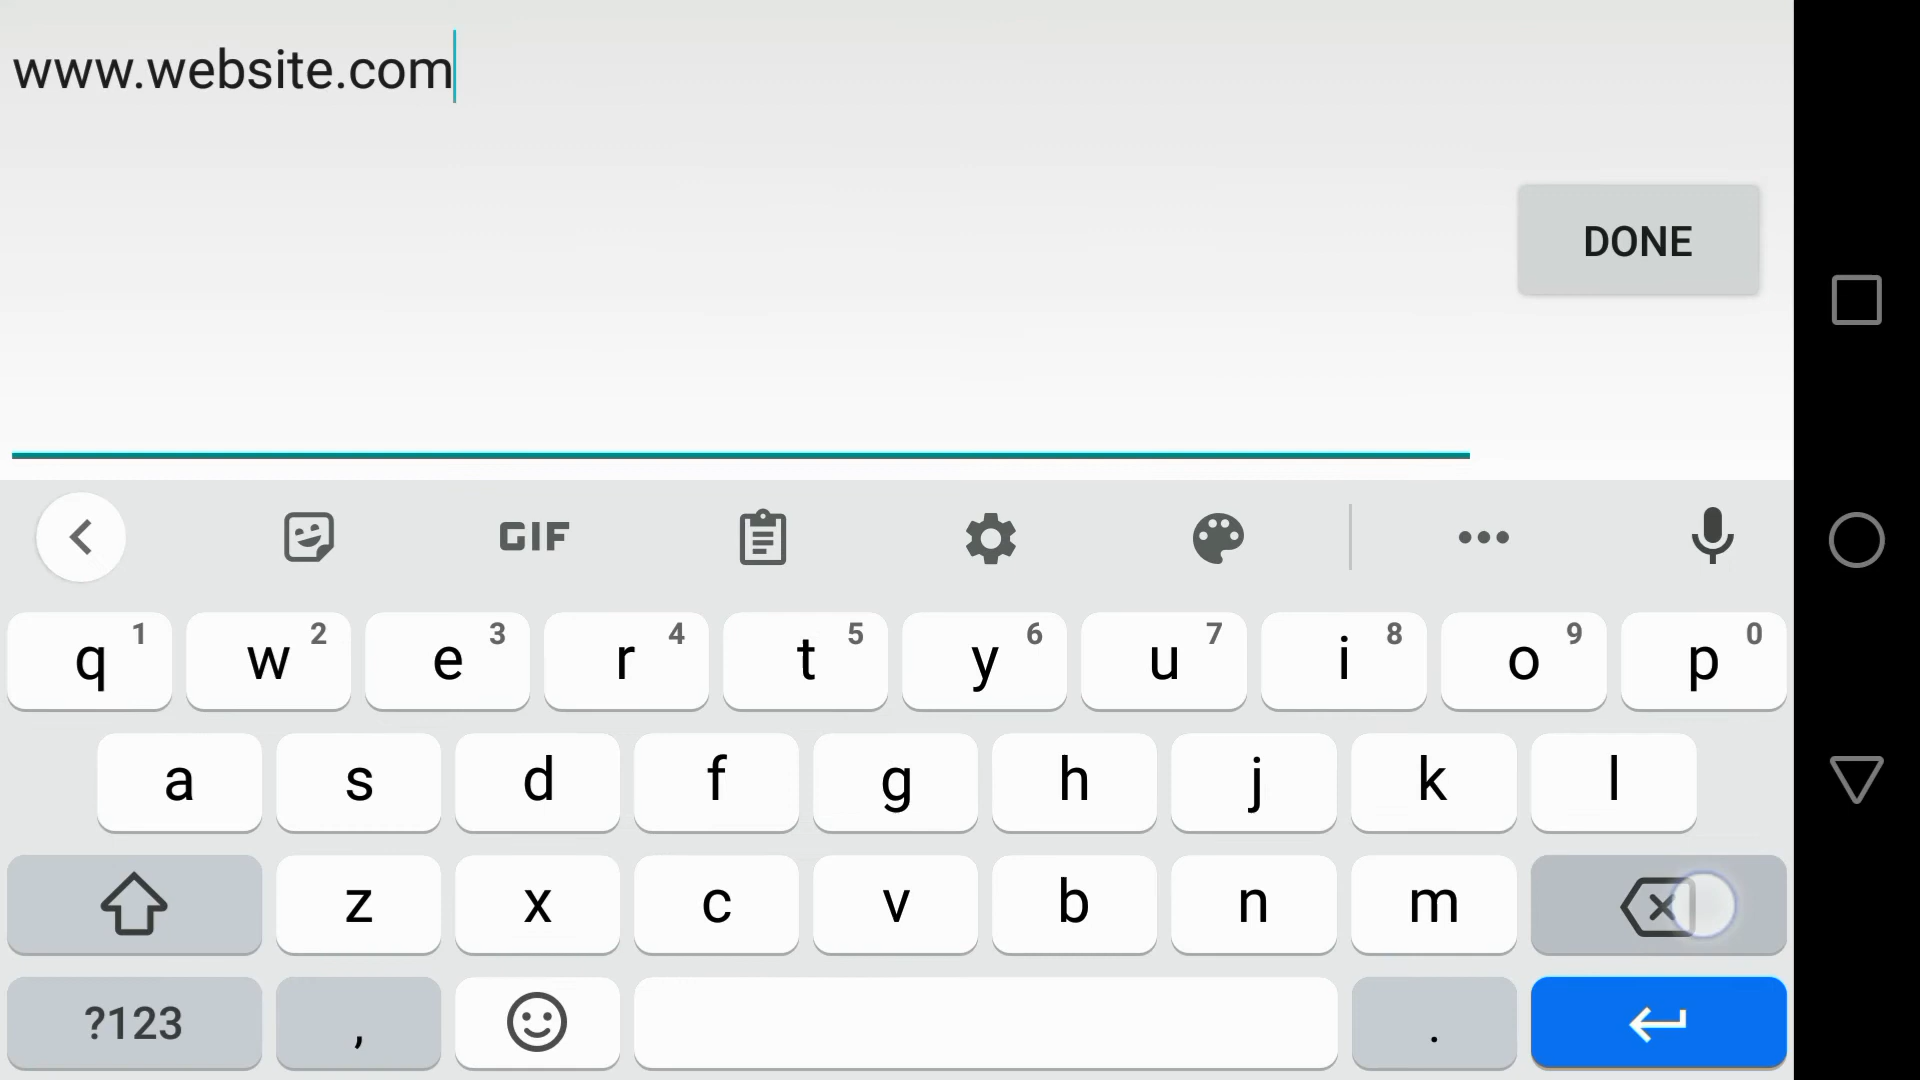 www.website.com
DONE
GIF
q 1 w 2 e 3 r 4 t 5 y 6 u 7 i 8 o 9 p 0
a s d f g h j k l
z x c v b n m
?123 , .